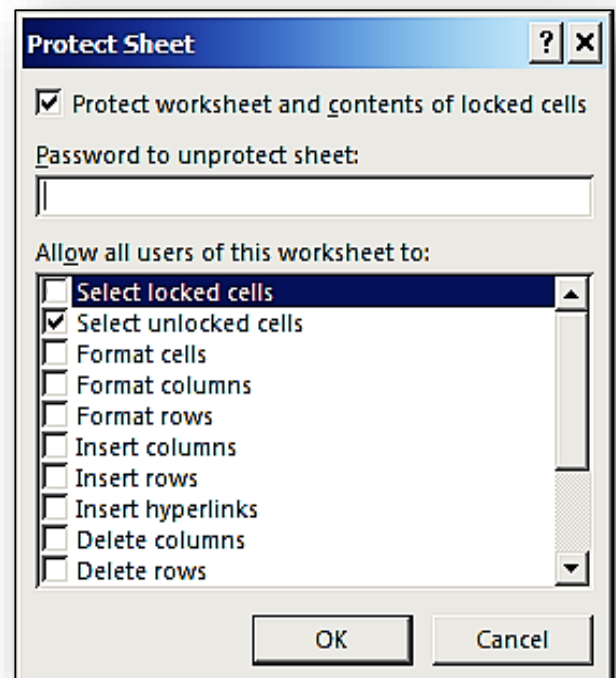 Protect Sheet
Protect worksheet and contents of locked cells
Password to unprotect sheet:
Allow all users of this worksheet to:
Select locked cells
Select unlocked cells
Format cells
Format columns
Format rows
Insert columns
Insert rows
Insert hyperlinks
Delete columns
Delete rows
OK Cancel